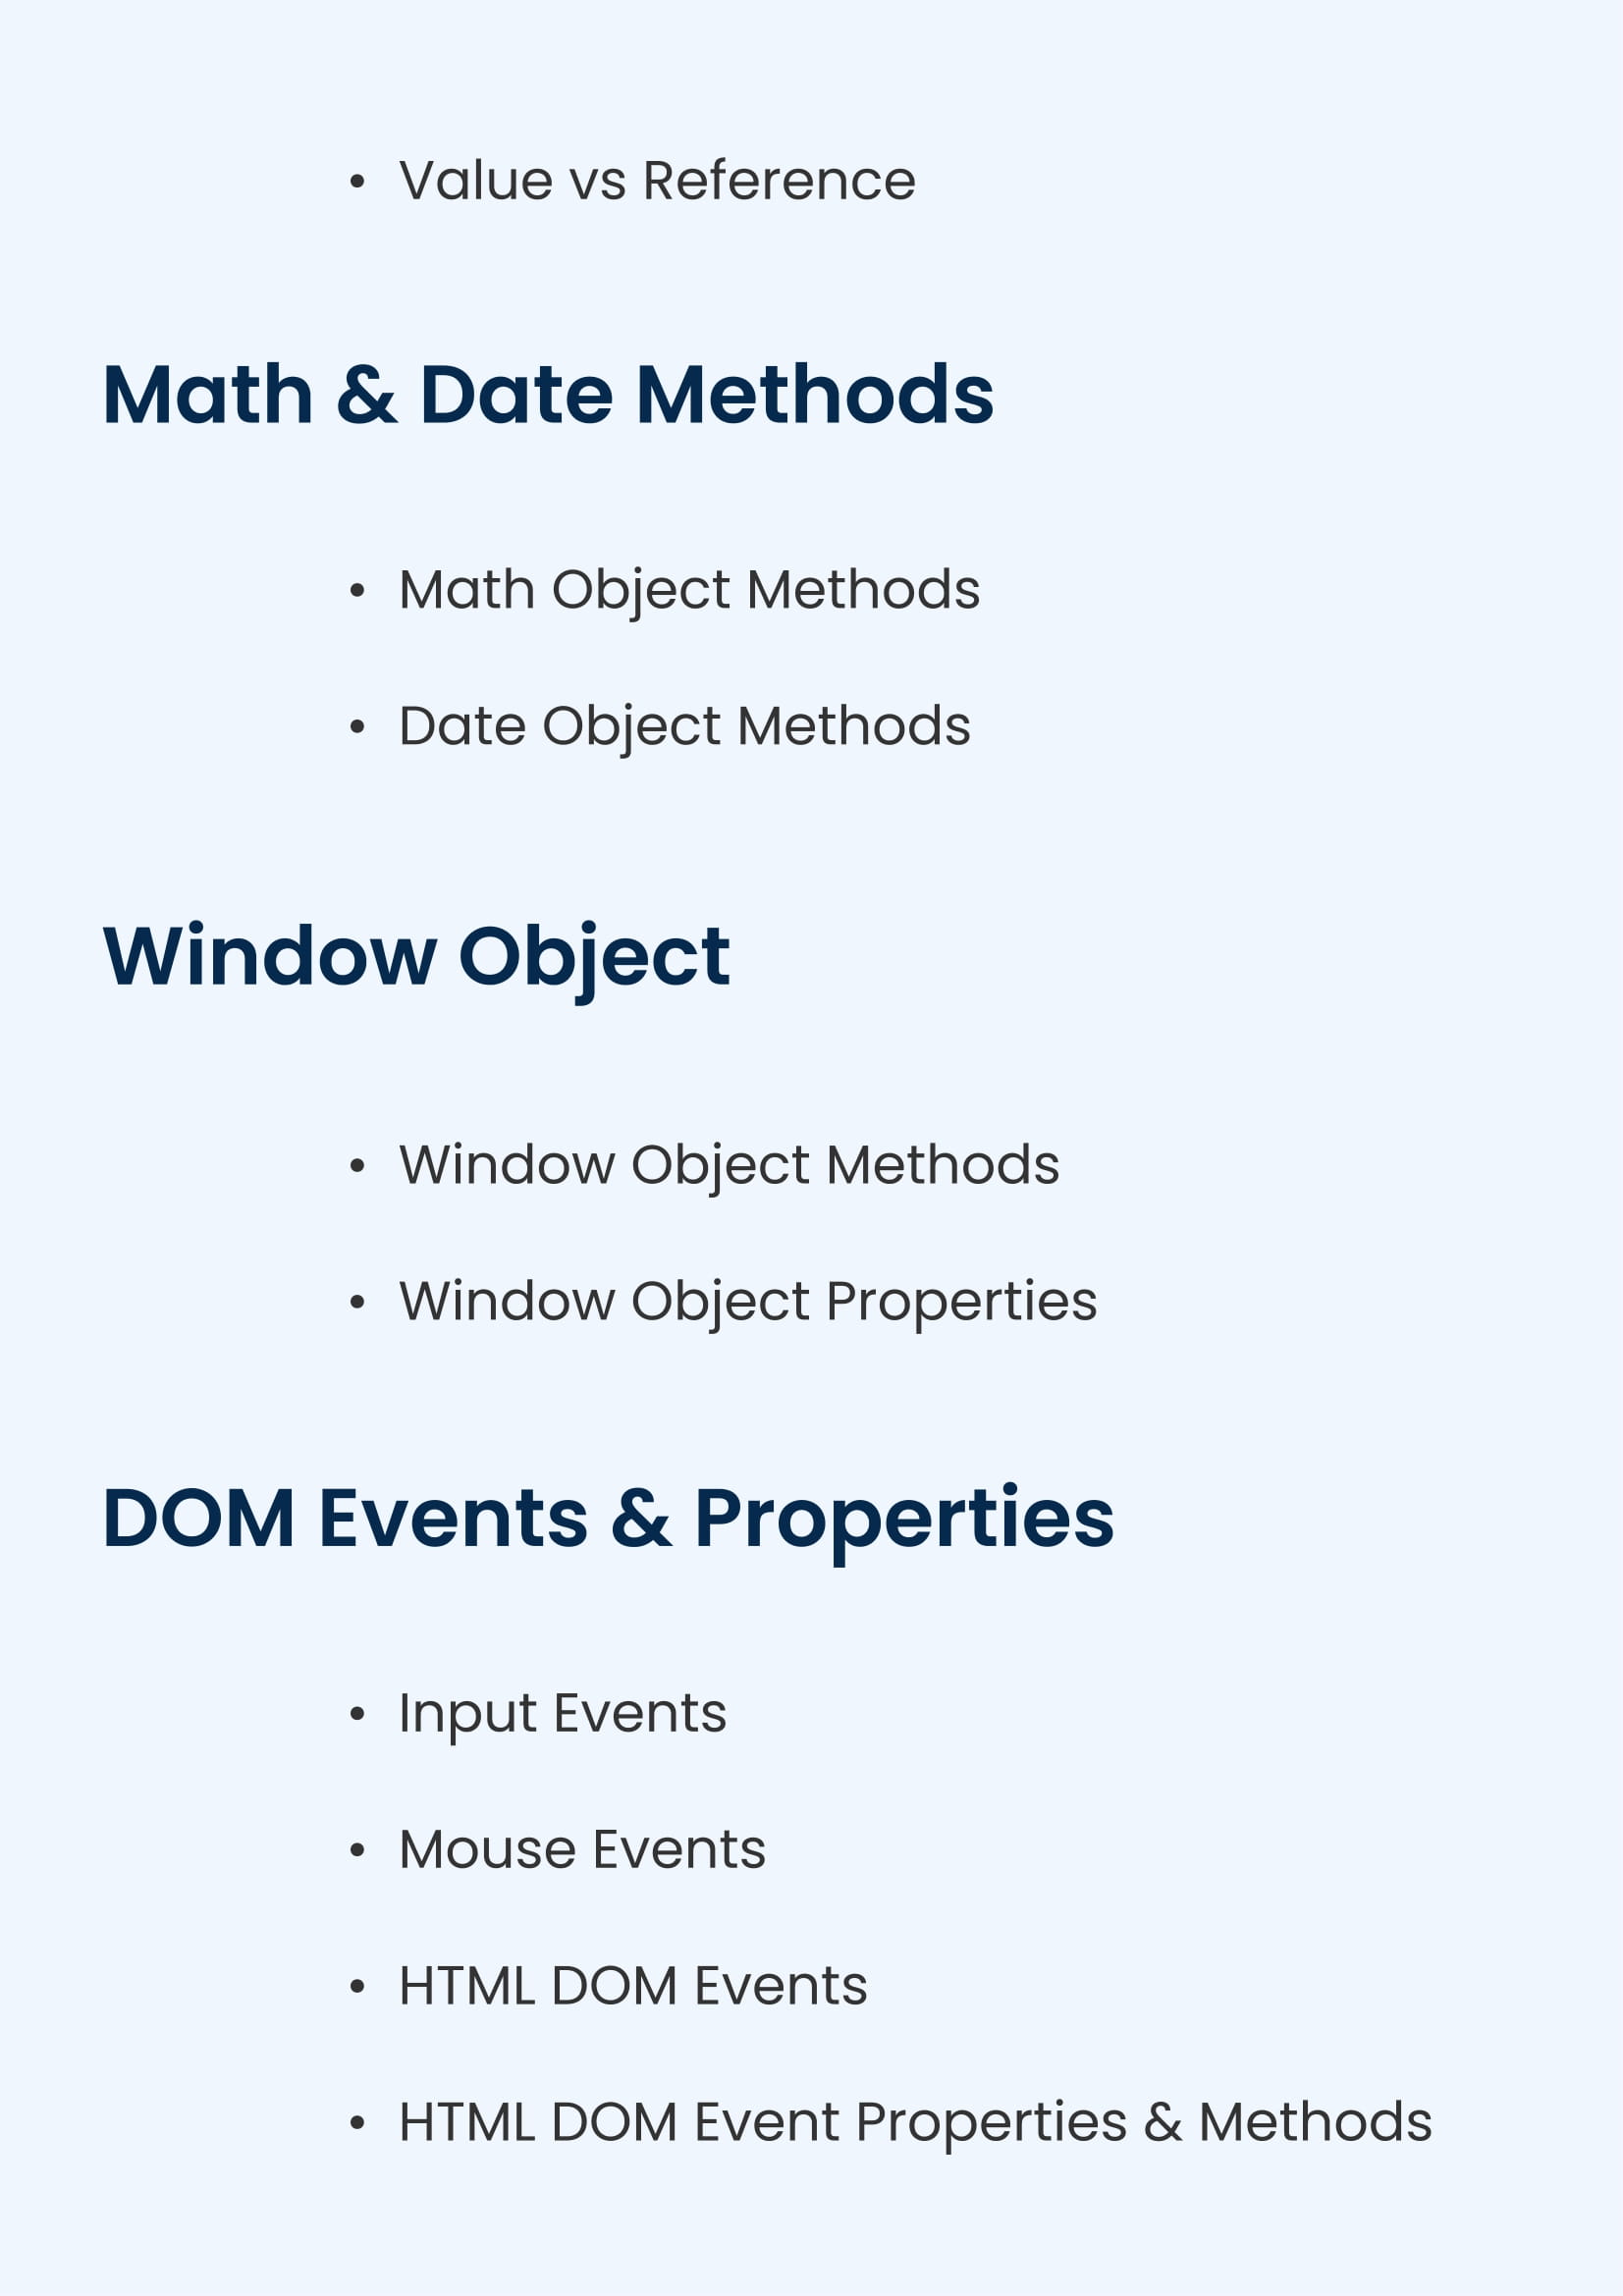 • Value vs Reference
Math & Date Methods
• Math Object Methods
• Date Object Methods
Window Object
• Window Object Methods
• Window Object Properties
DOM Events & Properties
• Input Events
• Mouse Events
• HTML DOM Events
• HTML DOM Event Properties & Methods